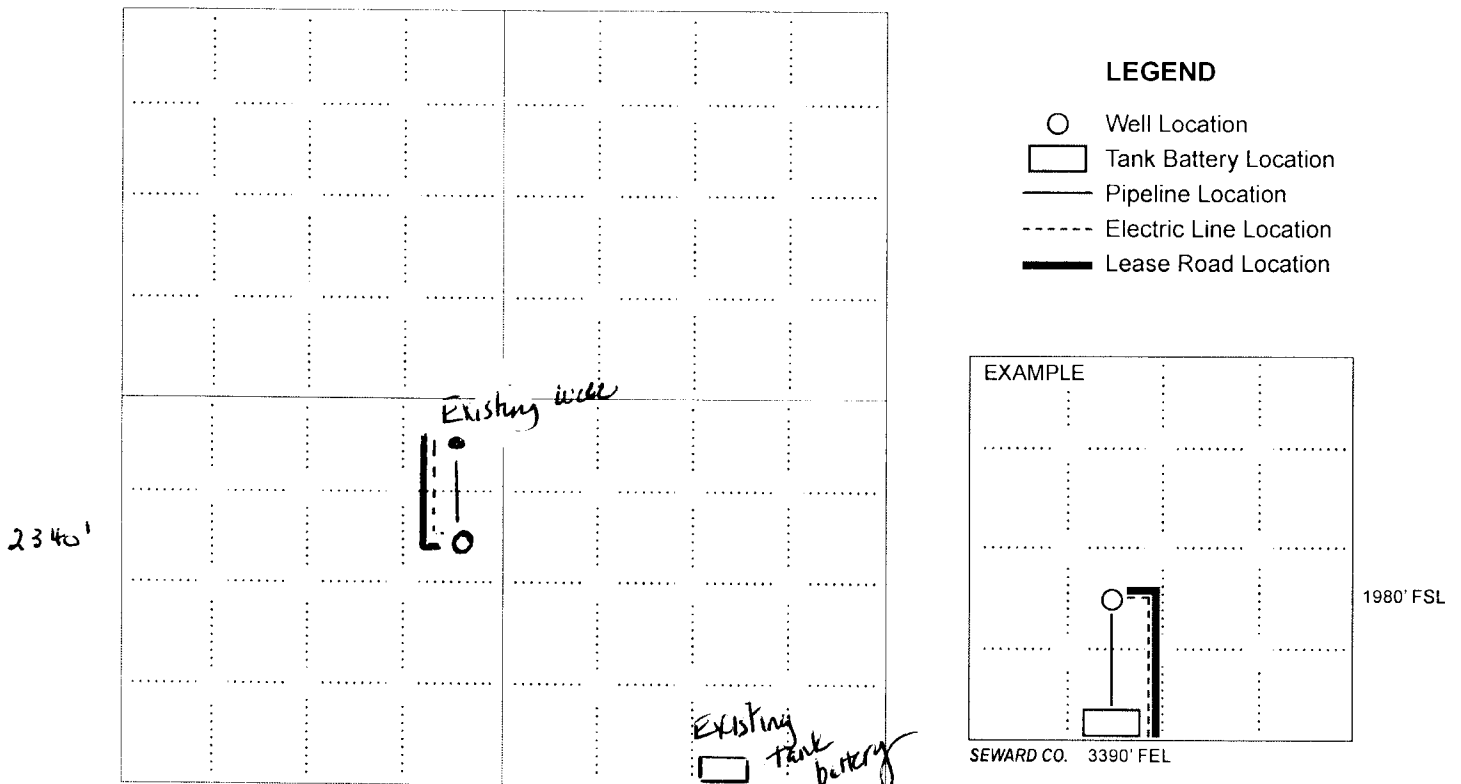 LEGEND
Well Location
Tank Battery Location
Pipeline Location
Electric Line Location
Lease Road Location
EXAMPLE
Existing well
2340'
1980' FSL
Existing
tank
battery
SEWARD CO. 3390' FEL